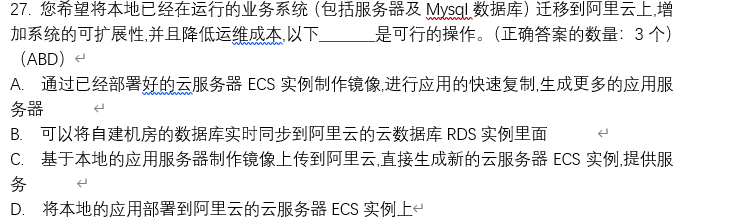 27. 您希望将本地已经在运行的业务系统（包括服务器及 Mysql 数据库）迁移到阿里云上,增
加系统的可扩展性,并且降低运维成本,以下______是可行的操作。（正确答案的数量：3 个）
（ABD）
A. 通过已经部署好的云服务器 ECS 实例制作镜像,进行应用的快速复制,生成更多的应用服
务器
B. 可以将自建机房的数据库实时同步到阿里云的云数据库 RDS 实例里面
C. 基于本地的应用服务器制作镜像上传到阿里云,直接生成新的云服务器 ECS 实例,提供服
务
D. 将本地的应用部署到阿里云的云服务器 ECS 实例上